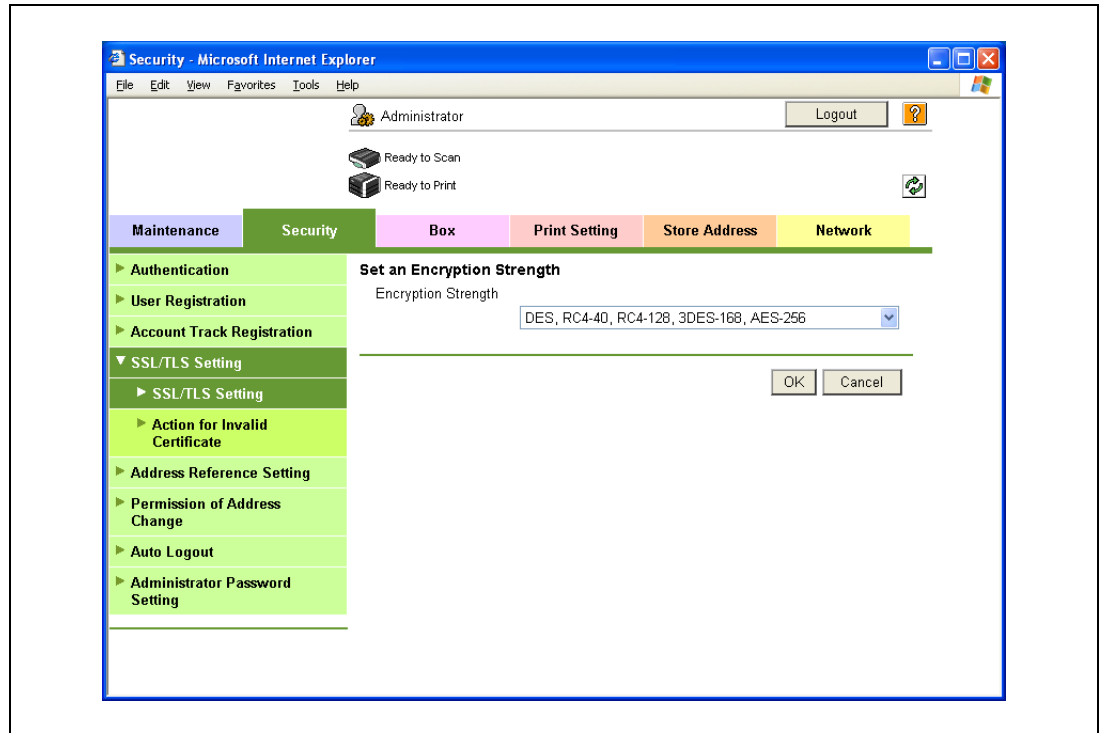 Security - Microsoft Internet Explorer
File Edit View Favorites Tools Help
Administrator
Logout
?
Ready to Scan
Ready to Print
Maintenance Security Box Print Setting Store Address Network
Authentication
User Registration
Account Track Registration
SSL/TLS Setting
SSL/TLS Setting
Action for Invalid
Certificate
Address Reference Setting
Permission of Address
Change
Auto Logout
Administrator Password
Setting
Set an Encryption Strength
Encryption Strength
DES, RC4-40, RC4-128, 3DES-168, AES-256
OK Cancel